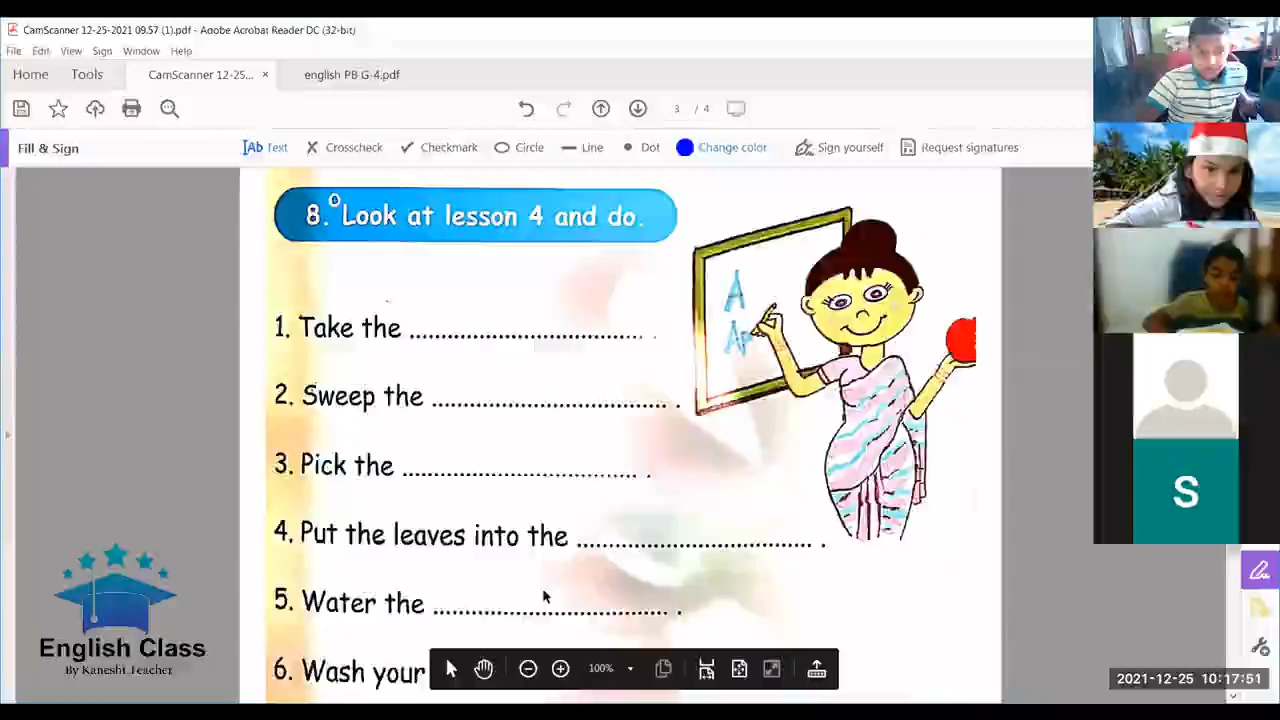 CamScanner 12-25-2021 09.57 (1).pdf - Adobe Acrobat Reader DC (32-bit)
File Edit View Sign Window Help
Home Tools CamScanner 12-25... × english PB G-4.pdf
3 / 4
Fill & Sign Ab Text Crosscheck Checkmark Circle Line Dot Change color Sign yourself Request signatures
8. Look at lesson 4 and do.
A
Ap
1. Take the ........................................ .
2. Sweep the ........................................ .
3. Pick the ........................................ .
4. Put the leaves into the ........................................ .
5. Water the ........................................ .
6. Wash your
100%
S
English Class
By Kaneshi Teacher
2021-12-25 10:17:51